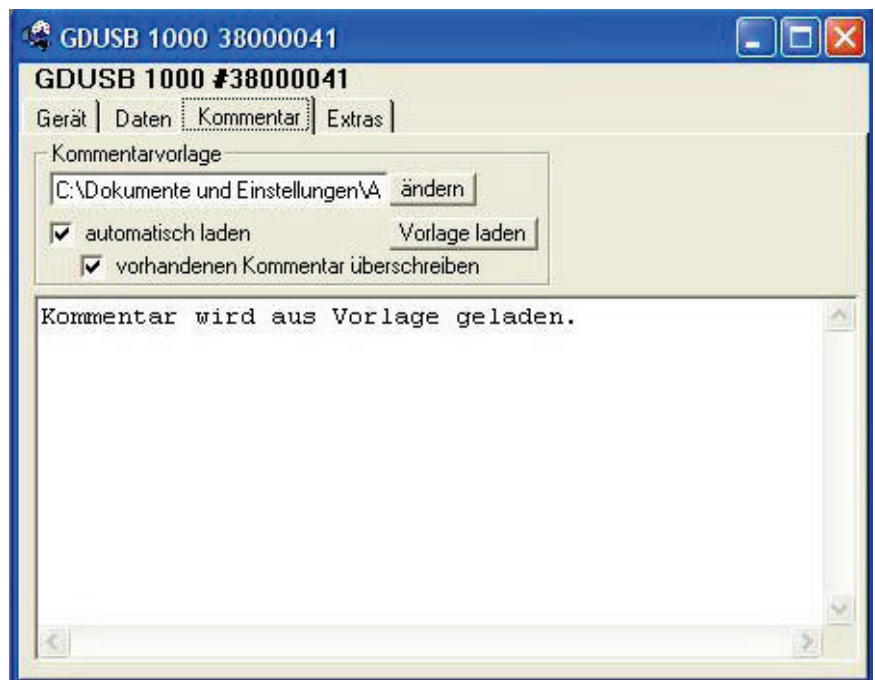 GDUSB 1000 38000041
GDUSB 1000 #38000041
Gerät Daten Kommentar Extras
Kommentarvorlage
C:\Dokumente und Einstellungen\A ändern
automatisch laden Vorlage laden
vorhandenen Kommentar überschreiben
Kommentar wird aus Vorlage geladen.